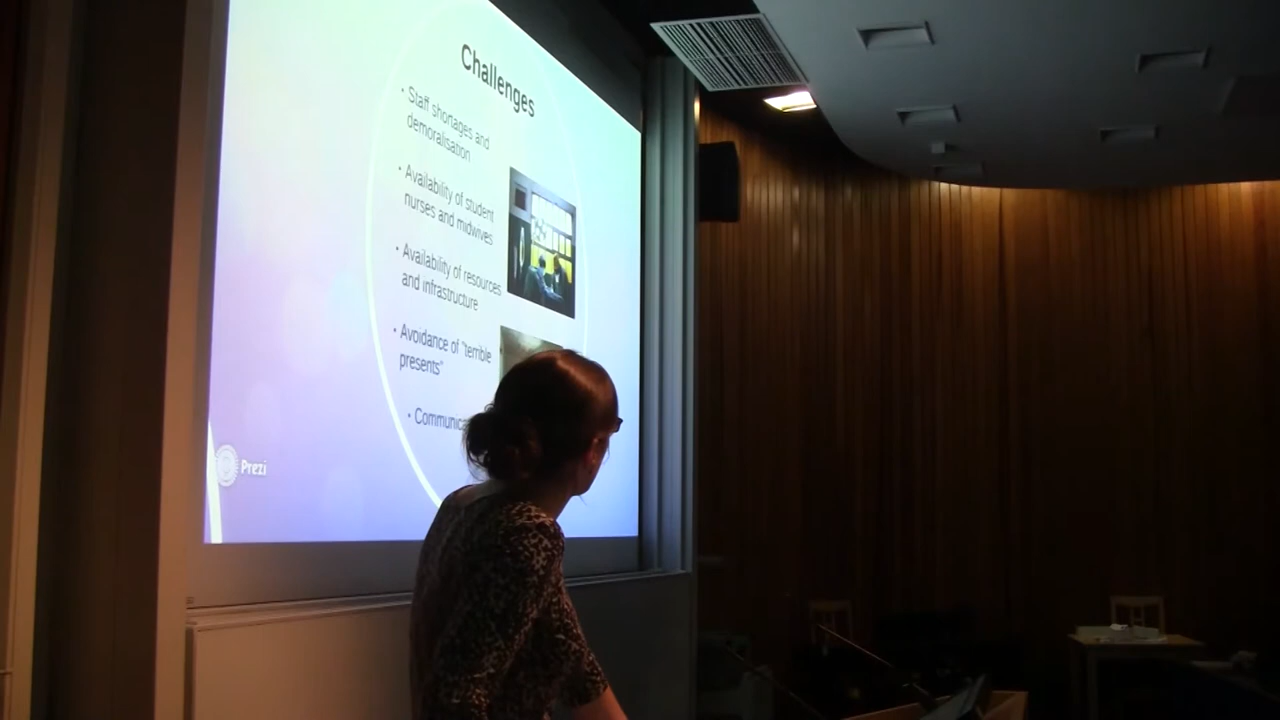 Challenges
• Staff shortages and
demoralisation
• Availability of student
nurses and midwives
• Availability of resources
and infrastructure
• Avoidance of "terrible
presents"
• Communica
Prezi